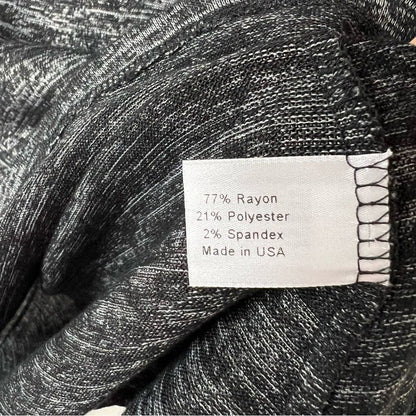 77% Rayon
21% Polyester
2% Spandex
Made in USA